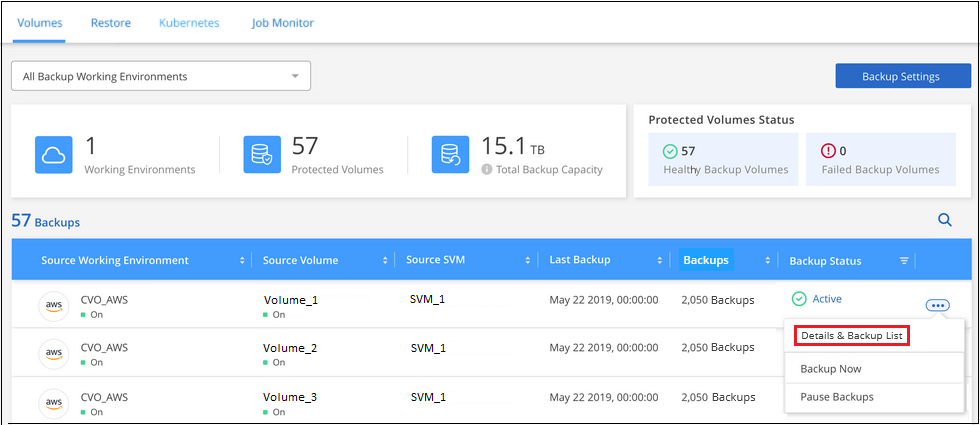 Volumes Restore Kubernetes Job Monitor
All Backup Working Environments
Backup Settings
1
Working Environments
57
Protected Volumes
15.1 TB
Total Backup Capacity
Protected Volumes Status
57
Healthy Backup Volumes
0
Failed Backup Volumes
57 Backups
Source Working Environment Source Volume Source SVM Last Backup Backups Backup Status
aws CVO_AWS Volume_1 SVM_1 May 22 2019, 00:00:00 2,050 Backups Active
On On
Details & Backup List
aws CVO_AWS Volume_2 SVM_1 May 22 2019, 00:00:00 2,050 Backups
On On
Backup Now
aws CVO_AWS Volume_3 SVM_1 May 22 2019, 00:00:00 2,050 Backups
On On
Pause Backups